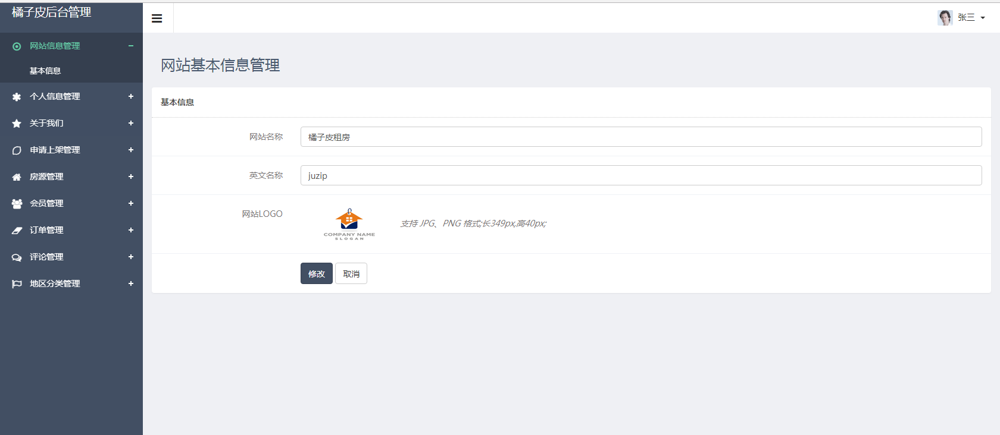 橘子皮后台管理
张三
网站信息管理
基本信息
个人信息管理
关于我们
申请上架管理
房源管理
会员管理
订单管理
评论管理
地区分类管理
网站基本信息管理
基本信息
网站名称
橘子皮租房
英文名称
juzip
网站LOGO
COMPANY NAME
SLOGAN
支持 JPG、PNG 格式;长349px,高40px;
修改
取消